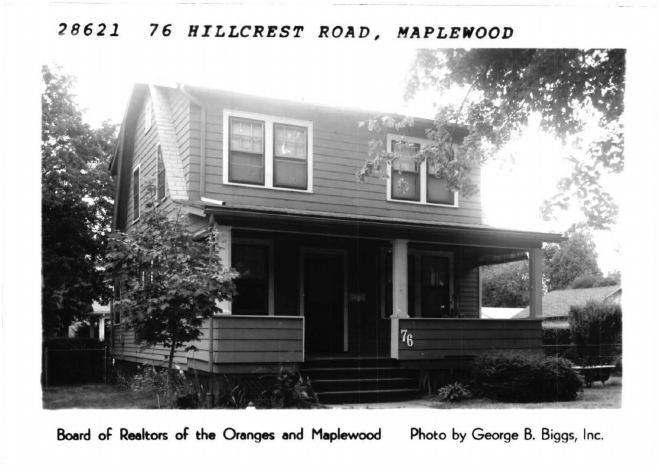 28621 76 HILLCREST ROAD, MAPLEWOOD
76
Board of Realtors of the Oranges and Maplewood Photo by George B. Biggs, Inc.